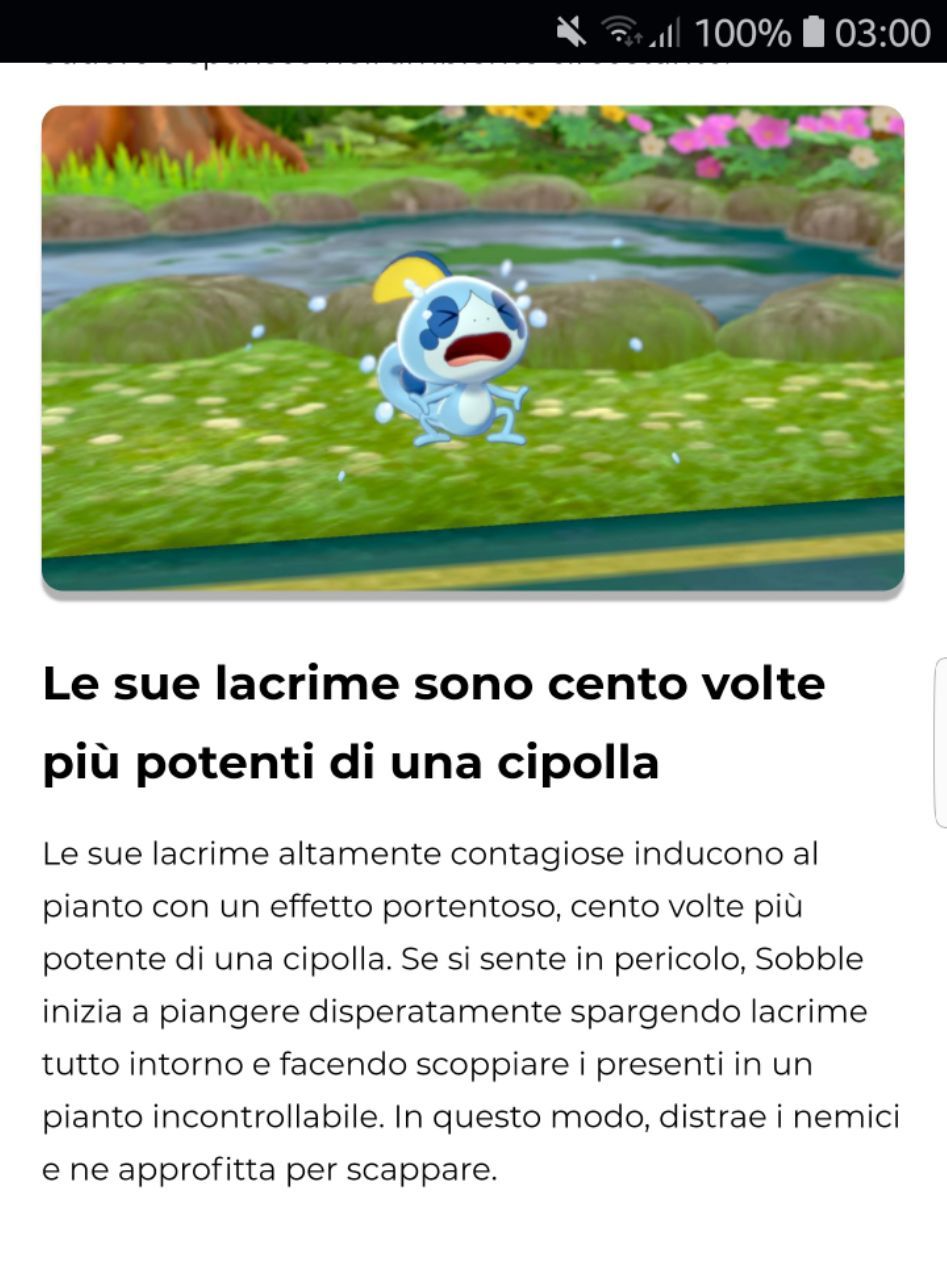 100% 03:00
Le sue lacrime sono cento volte
più potenti di una cipolla
Le sue lacrime altamente contagiose inducono al
pianto con un effetto portentoso, cento volte più
potente di una cipolla. Se si sente in pericolo, Sobble
inizia a piangere disperatamente spargendo lacrime
tutto intorno e facendo scoppiare i presenti in un
pianto incontrollabile. In questo modo, distrae i nemici
e ne approfitta per scappare.